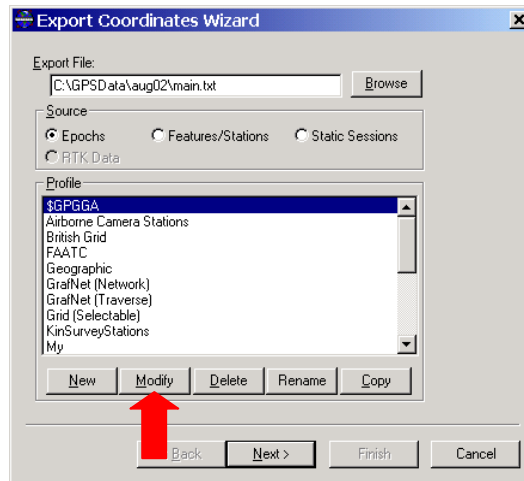 Export Coordinates Wizard
Export File:
C:\GPSData\aug02\main.txt
Browse
Source
Epochs
Features/Stations
Static Sessions
RTK Data
Profile
$GPGGA
Airborne Camera Stations
British Grid
FAATC
Geographic
GrafNet (Network)
GrafNet (Traverse)
Grid (Selectable)
KinSurveyStations
My
New
Modify
Delete
Rename
Copy
Back
Next >
Finish
Cancel